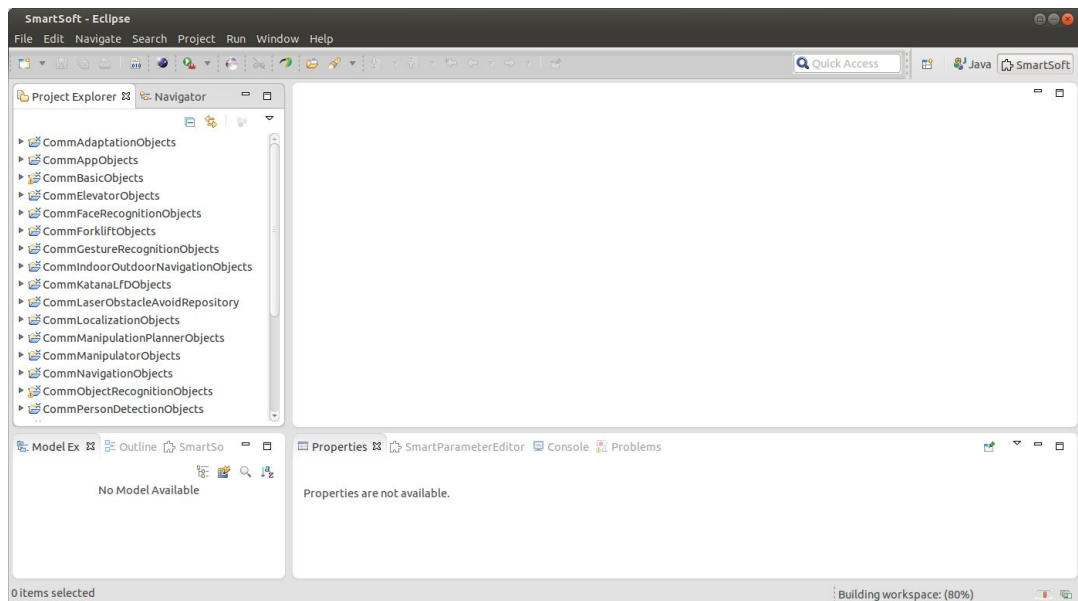 SmartSoft - Eclipse
File Edit Navigate Search Project Run Window Help
Quick Access
Java
SmartSoft
Project Explorer
Navigator
CommAdaptationObjects
CommAppObjects
CommBasicObjects
CommElevatorObjects
CommFaceRecognitionObjects
CommForkliftObjects
CommGestureRecognitionObjects
CommIndoorOutdoorNavigationObjects
CommKatanaLfDObjects
CommLaserObstacleAvoidRepository
CommLocalizationObjects
CommManipulationPlannerObjects
CommManipulatorObjects
CommNavigationObjects
CommObjectRecognitionObjects
CommPersonDetectionObjects
Model Ex
Outline
SmartSo
No Model Available
Properties
SmartParameterEditor
Console
Problems
Properties are not available.
0 items selected
Building workspace: (80%)